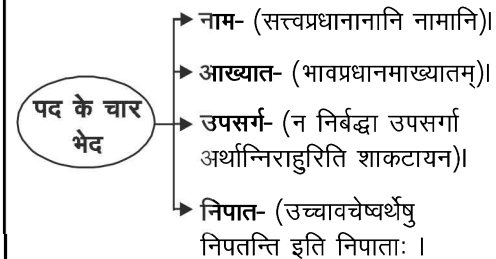 नाम- (सत्त्वप्रधानानानि नामानि)।
आख्यात- (भावप्रधानमाख्यातम्)।
पद के चार
भेद
उपसर्ग- (न निर्बद्धा उपसर्गा
अर्थान्निराहुरिति शाकटायन)।
निपात- (उच्चावचेष्वर्थेषु
निपतन्ति इति निपाताः ।